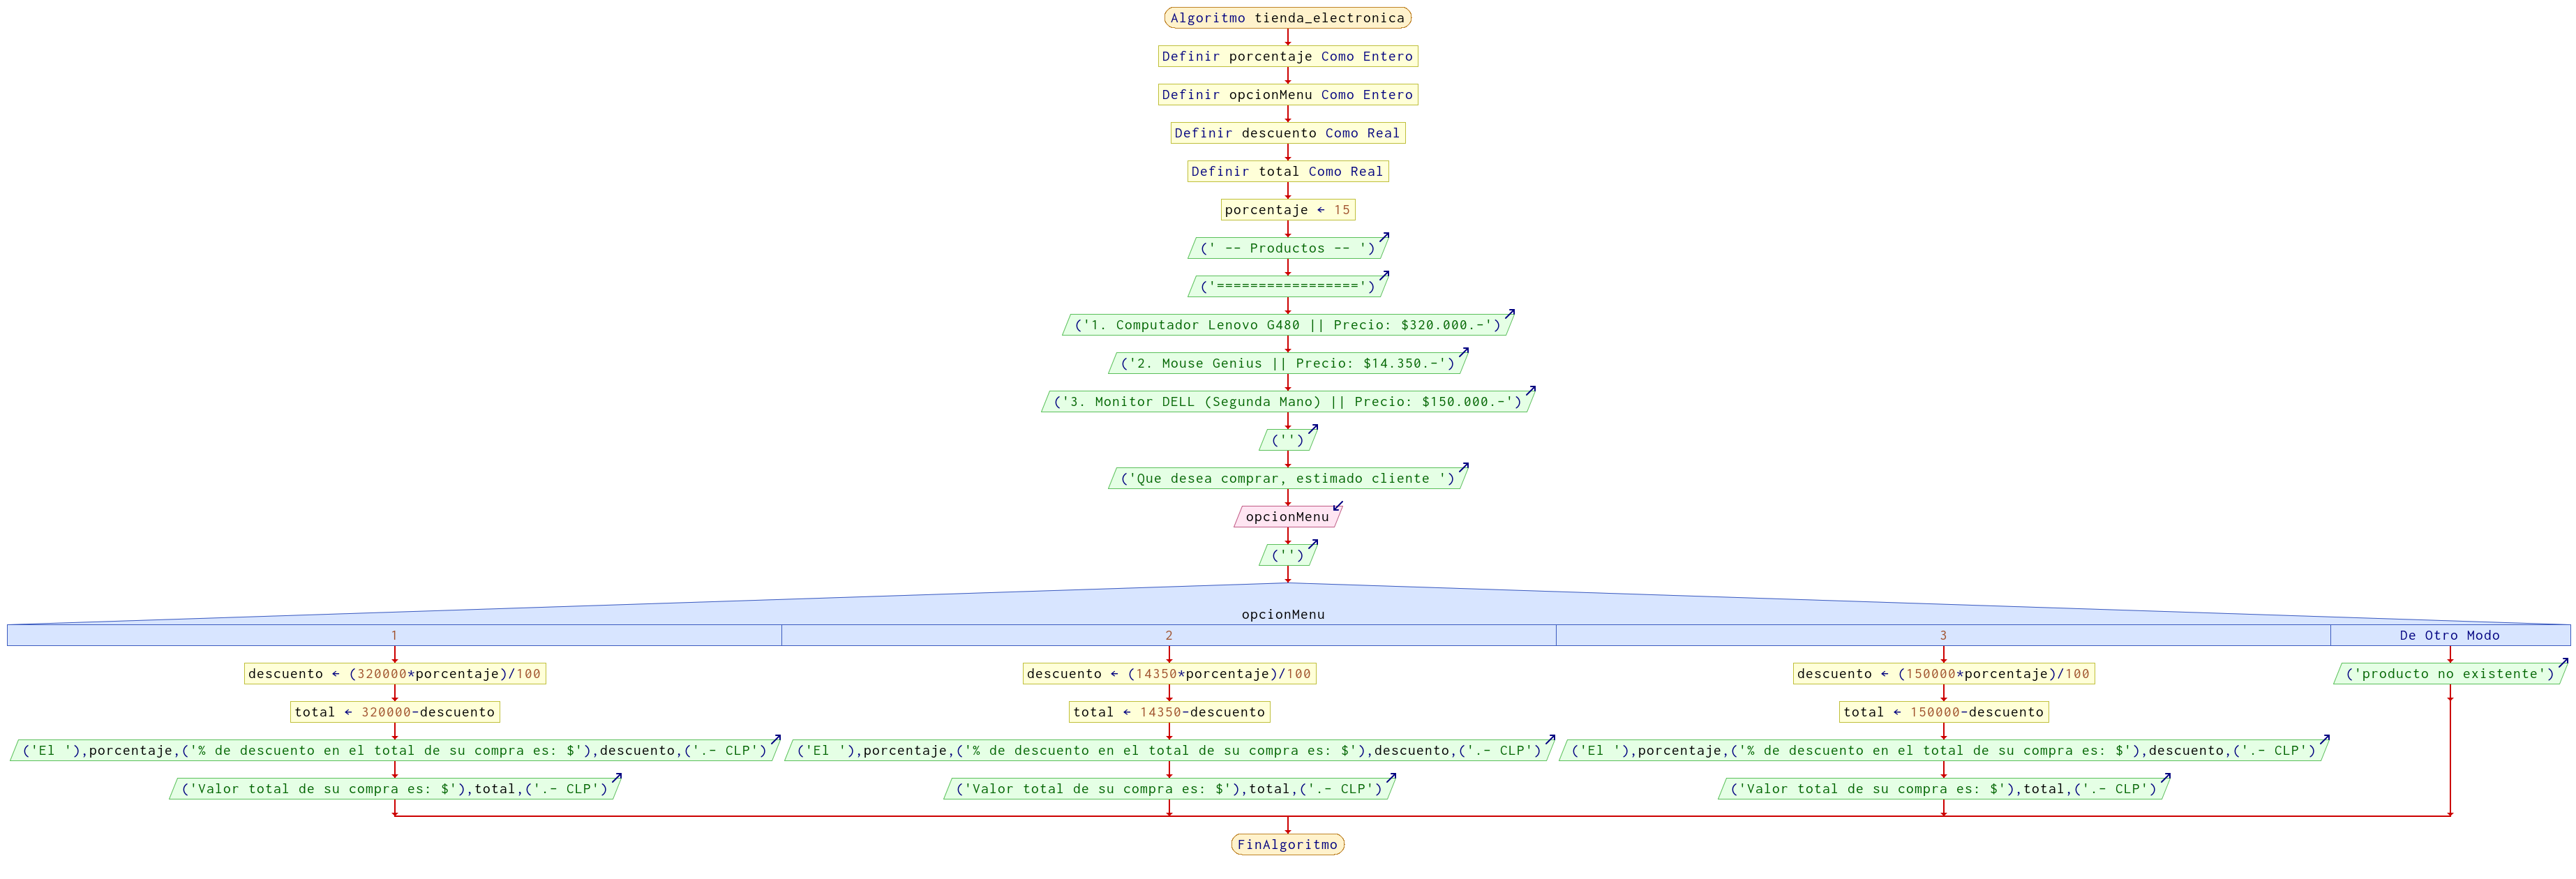 Algoritmo tienda_electronica
Definir porcentaje Como Entero
Definir opcionMenu Como Entero
Definir descuento Como Real
Definir total Como Real
porcentaje ← 15
(' -- Productos -- ')
('=================')
('1. Computador Lenovo G480 || Precio: $320.000.-')
('2. Mouse Genius || Precio: $14.350.-')
('3. Monitor DELL (Segunda Mano) || Precio: $150.000.-')
('')
('Que desea comprar, estimado cliente ')
opcionMenu
('')
opcionMenu
1
descuento ← (320000*porcentaje)/100
total ← 320000-descuento
('El '),porcentaje,('% de descuento en el total de su compra es: $'),descuento,('.- CLP')
('Valor total de su compra es: $'),total,('.- CLP')
2
descuento ← (14350*porcentaje)/100
total ← 14350-descuento
('El '),porcentaje,('% de descuento en el total de su compra es: $'),descuento,('.- CLP')
('Valor total de su compra es: $'),total,('.- CLP')
3
descuento ← (150000*porcentaje)/100
total ← 150000-descuento
('El '),porcentaje,('% de descuento en el total de su compra es: $'),descuento,('.- CLP')
('Valor total de su compra es: $'),total,('.- CLP')
De Otro Modo
('producto no existente')
FinAlgoritmo